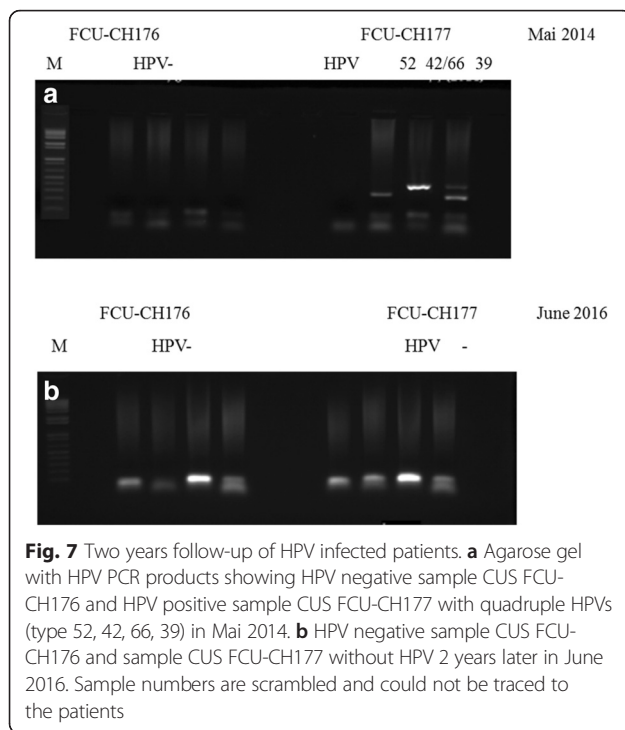 FCU-CH176 FCU-CH177 Mai 2014
M HPV- HPV 52 42/66 39
a
FCU-CH176 FCU-CH177 June 2016
M HPV- HPV -
b
Fig. 7 Two years follow-up of HPV infected patients. a Agarose gel
with HPV PCR products showing HPV negative sample CUS FCU-
CH176 and HPV positive sample CUS FCU-CH177 with quadruple HPVs
(type 52, 42, 66, 39) in Mai 2014. b HPV negative sample CUS FCU-
CH176 and sample CUS FCU-CH177 without HPV 2 years later in June
2016. Sample numbers are scrambled and could not be traced to
the patients